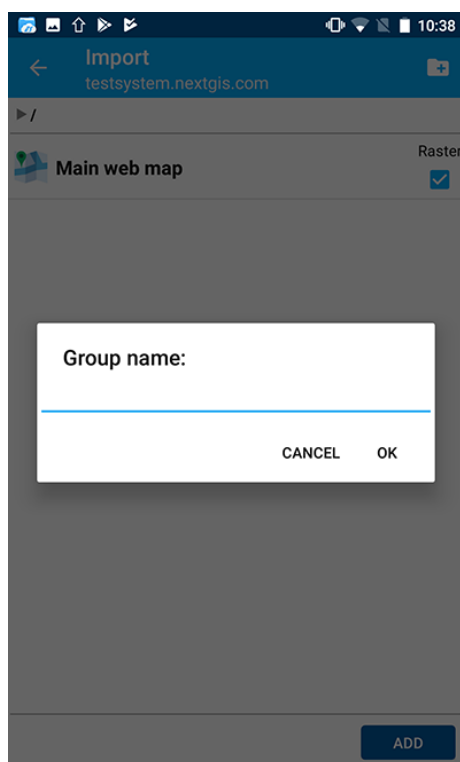 10:38
Import
testsystem.nextgis.com
/
Raster
Main web map
Group name:
CANCEL OK
ADD